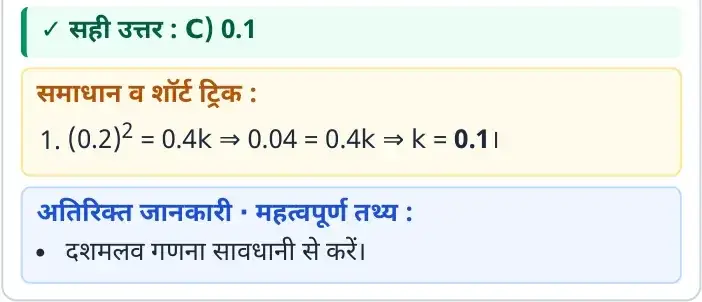 ✓ सही उत्तर : C) 0.1
समाधान व शॉर्ट ट्रिक :
1. (0.2)² = 0.4k ⇒ 0.04 = 0.4k ⇒ k = 0.1।
अतिरिक्त जानकारी · महत्वपूर्ण तथ्य :
• दशमलव गणना सावधानी से करें।